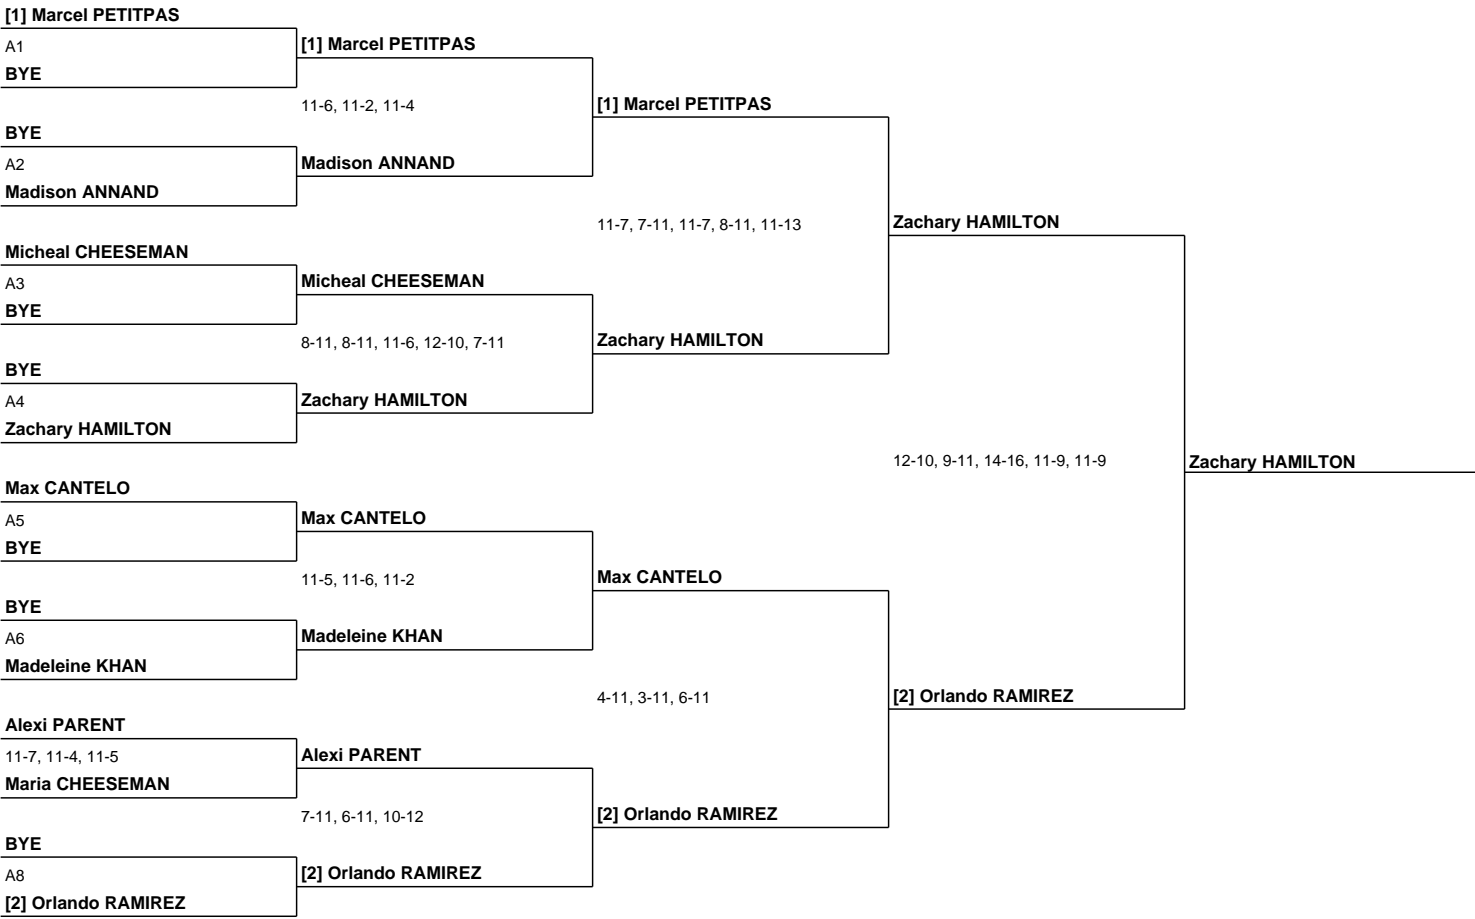 [1] Marcel PETITPAS
A1
BYE
BYE
A2
Madison ANNAND
Micheal CHEESEMAN
A3
BYE
BYE
A4
Zachary HAMILTON
Max CANTELO
A5
BYE
BYE
A6
Madeleine KHAN
Alexi PARENT
11-7, 11-4, 11-5
Maria CHEESEMAN
BYE
A8
[2] Orlando RAMIREZ
[1] Marcel PETITPAS
11-6, 11-2, 11-4
Madison ANNAND
Micheal CHEESEMAN
8-11, 8-11, 11-6, 12-10, 7-11
Zachary HAMILTON
Max CANTELO
11-5, 11-6, 11-2
Madeleine KHAN
Alexi PARENT
7-11, 6-11, 10-12
[2] Orlando RAMIREZ
[1] Marcel PETITPAS
11-7, 7-11, 11-7, 8-11, 11-13
Zachary HAMILTON
Max CANTELO
4-11, 3-11, 6-11
[2] Orlando RAMIREZ
Zachary HAMILTON
12-10, 9-11, 14-16, 11-9, 11-9
[2] Orlando RAMIREZ
Zachary HAMILTON